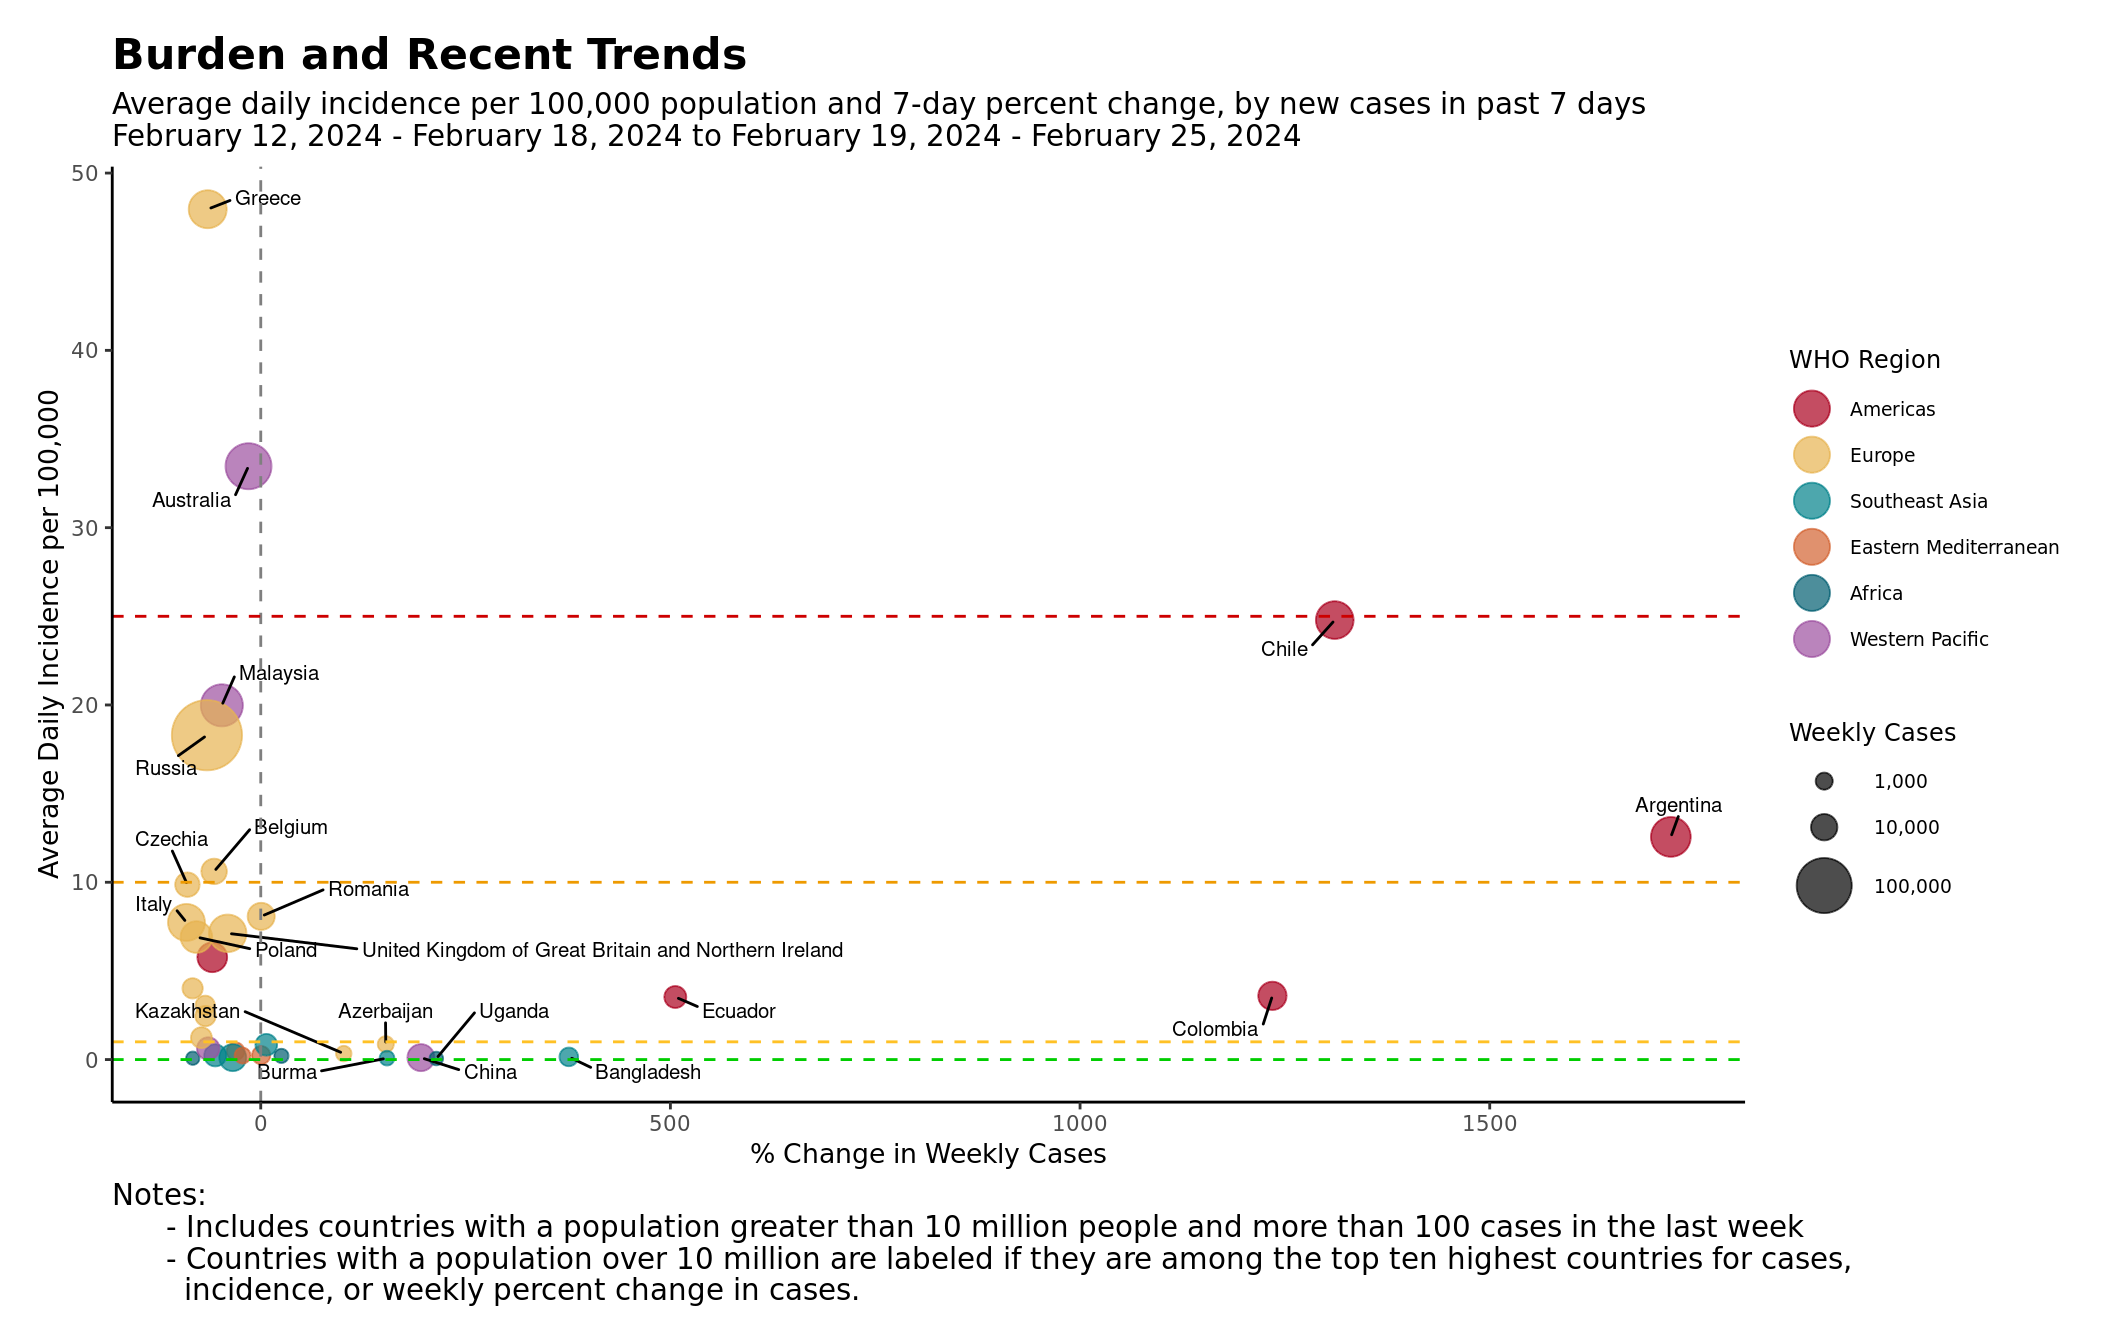 Burden and Recent Trends
Average daily incidence per 100,000 population and 7-day percent change, by new cases in past 7 days
February 12, 2024 - February 18, 2024 to February 19, 2024 - February 25, 2024
Average Daily Incidence per 100,000
50
40
30
20
10
0
Greece
Australia
Chile
Malaysia
Russia
Argentina
Belgium
Czechia
Romania
Italy
Poland
United Kingdom of Great Britain and Northern Ireland
Kazakhstan
Azerbaijan
Uganda
Ecuador
Colombia
Burma
China
Bangladesh
0
500
1000
1500
% Change in Weekly Cases
WHO Region
Americas
Europe
Southeast Asia
Eastern Mediterranean
Africa
Western Pacific
Weekly Cases
1,000
10,000
100,000
Notes:
- Includes countries with a population greater than 10 million people and more than 100 cases in the last week
- Countries with a population over 10 million are labeled if they are among the top ten highest countries for cases,
incidence, or weekly percent change in cases.